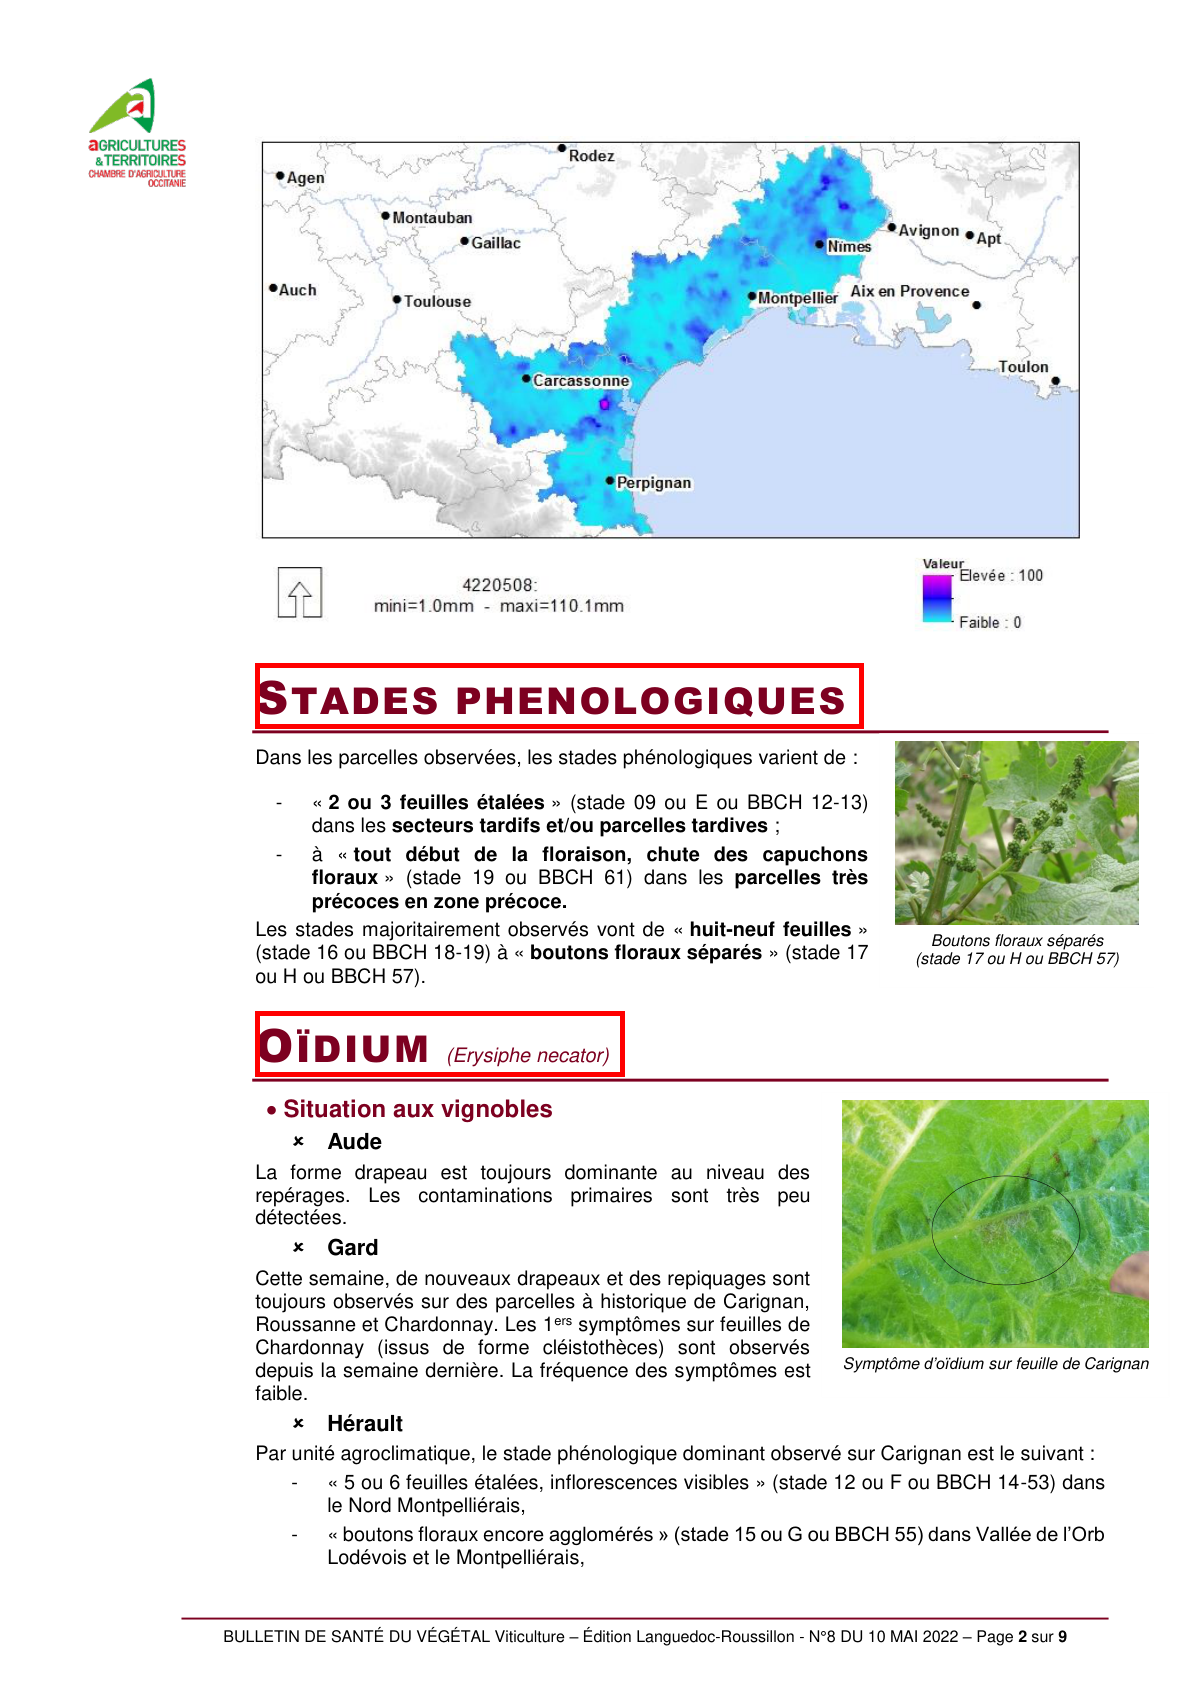 aGRICULTURES
& TERRITOIRES
CHAMBRE D'AGRICULTURE
OCCITANIE
Rodez
Agen
Montauban
Gaillac
Avignon
Apt
Nîmes
Auch
Toulouse
Montpellier
Aix en Provence
Toulon
Carcassonne
Perpignan
4220508:
mini=1.0mm - maxi=110.1mm
Valeur
Elevée : 100
Faible : 0
STADES PHENOLOGIQUES
Dans les parcelles observées, les stades phénologiques varient de :
- « 2 ou 3 feuilles étalées » (stade 09 ou E ou BBCH 12-13)
dans les secteurs tardifs et/ou parcelles tardives ;
- à « tout début de la floraison, chute des capuchons
floraux » (stade 19 ou BBCH 61) dans les parcelles très
précoces en zone précoce.
Les stades majoritairement observés vont de « huit-neuf feuilles »
(stade 16 ou BBCH 18-19) à « boutons floraux séparés » (stade 17
ou H ou BBCH 57).
Boutons floraux séparés
(stade 17 ou H ou BBCH 57)
OÏDIUM (Erysiphe necator)
• Situation aux vignobles
× Aude
La forme drapeau est toujours dominante au niveau des
repérages. Les contaminations primaires sont très peu
détectées.
× Gard
Cette semaine, de nouveaux drapeaux et des repiquages sont
toujours observés sur des parcelles à historique de Carignan,
Roussanne et Chardonnay. Les 1ers symptômes sur feuilles de
Chardonnay (issus de forme cléistothèces) sont observés
depuis la semaine dernière. La fréquence des symptômes est
faible.
Symptôme d'oïdium sur feuille de Carignan
× Hérault
Par unité agroclimatique, le stade phénologique dominant observé sur Carignan est le suivant :
- « 5 ou 6 feuilles étalées, inflorescences visibles » (stade 12 ou F ou BBCH 14-53) dans
le Nord Montpelliérais,
- « boutons floraux encore agglomérés » (stade 15 ou G ou BBCH 55) dans Vallée de l'Orb
Lodévois et le Montpelliérais,
BULLETIN DE SANTÉ DU VÉGÉTAL Viticulture – Édition Languedoc-Roussillon - N°8 DU 10 MAI 2022 – Page 2 sur 9